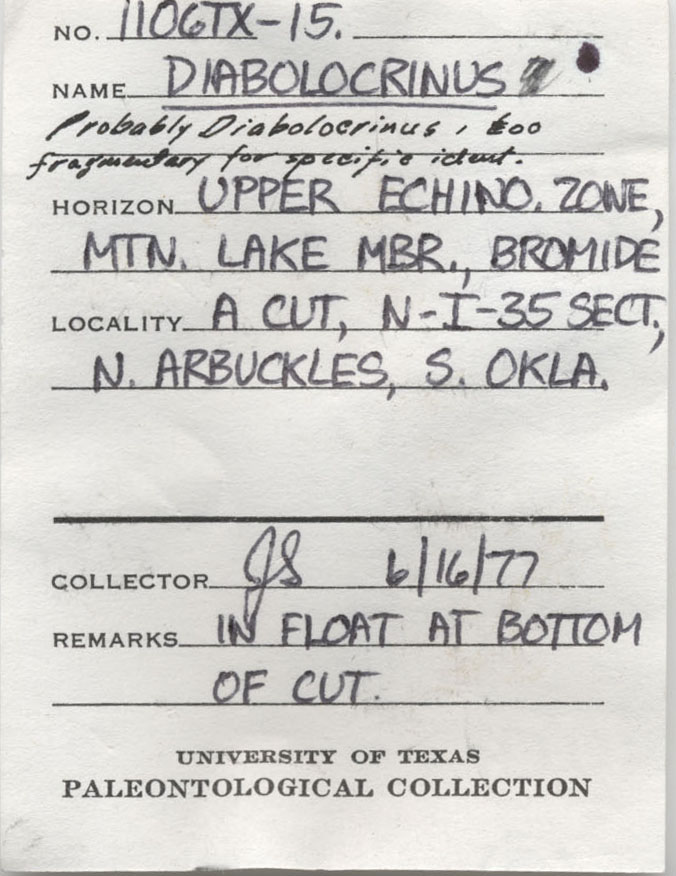 NO. 1106TX-15.
NAME DIABOLOCRINUS ?
Probably Diabolocrinus, too
fragmentary for specific ident.
HORIZON UPPER ECHINO. ZONE,
MTN. LAKE MBR., BROMIDE
LOCALITY A CUT, N-I-35 SECT.,
N. ARBUCKLES, S. OKLA.
COLLECTOR JS 6/16/77
REMARKS IN FLOAT AT BOTTOM
OF CUT.
UNIVERSITY OF TEXAS
PALEONTOLOGICAL COLLECTION